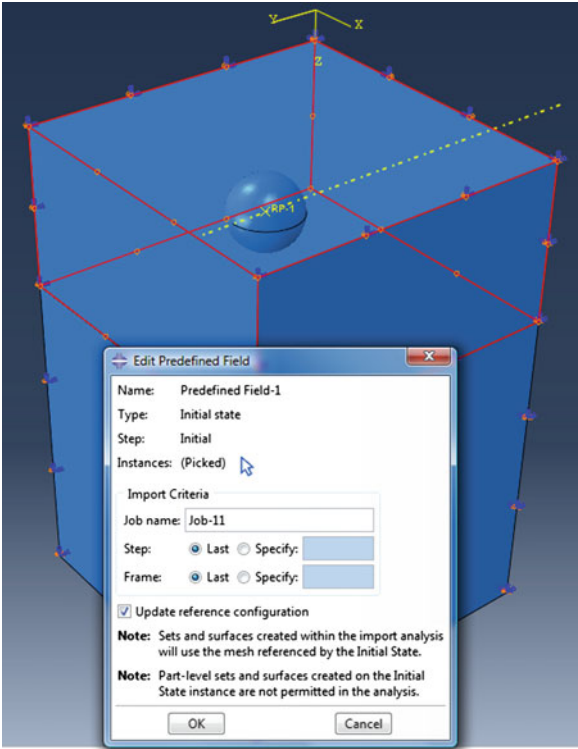 Y
X
Z
RP-1
Edit Predefined Field
Name: Predefined Field-1
Type: Initial state
Step: Initial
Instances: (Picked)
Import Criteria
Job name: Job-11
Step: Last Specify:
Frame: Last Specify:
Update reference configuration
Note: Sets and surfaces created within the import analysis
will use the mesh referenced by the Initial State.
Note: Part-level sets and surfaces created on the Initial
State instance are not permitted in the analysis.
OK Cancel